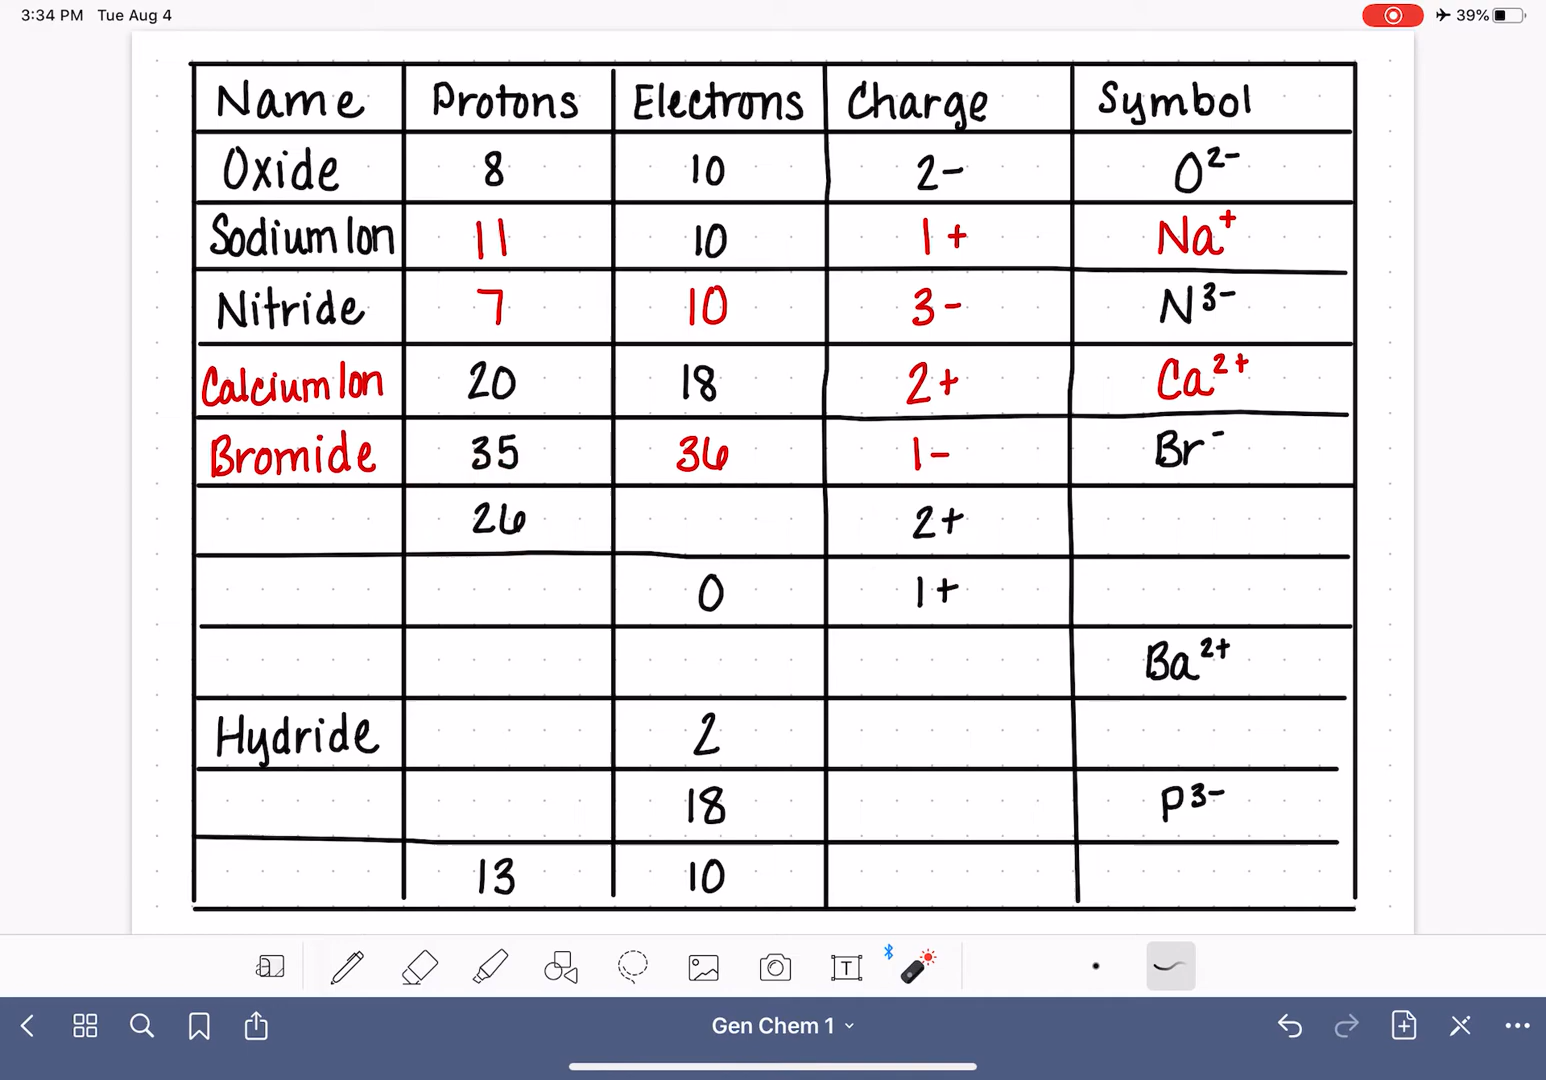 3:34 PM Tue Aug 4 39%
Name Protons Electrons Charge Symbol
Oxide 8 10 2- O²⁻
Sodium Ion 11 10 1+ Na⁺
Nitride 7 10 3- N³⁻
Calcium Ion 20 18 2+ Ca²⁺
Bromide 35 36 1- Br⁻
26 2+
0 1+
Ba²⁺
Hydride 2
18 P³⁻
13 10
T
Gen Chem 1